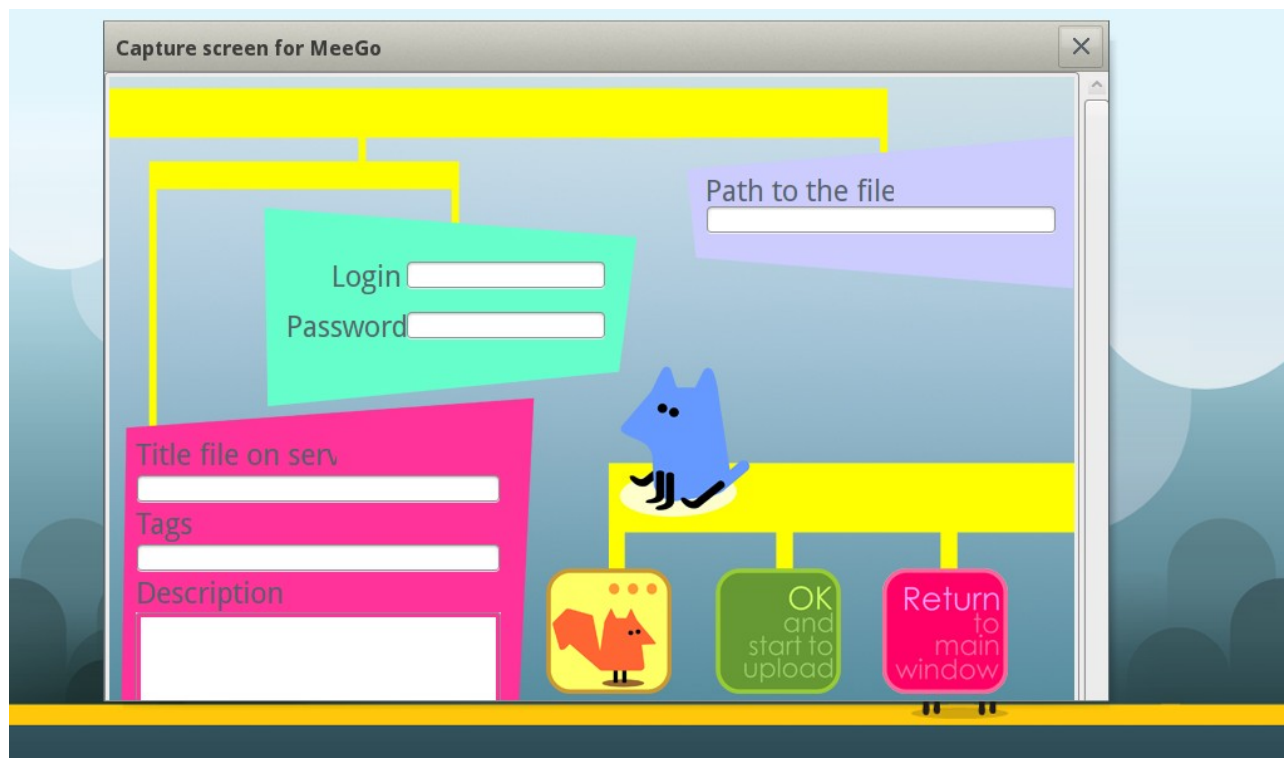 Capture screen for MeeGo
Path to the file
Login
Password
Title file on serv
Tags
Description
OK
and
start to
upload
Return
to
main
window